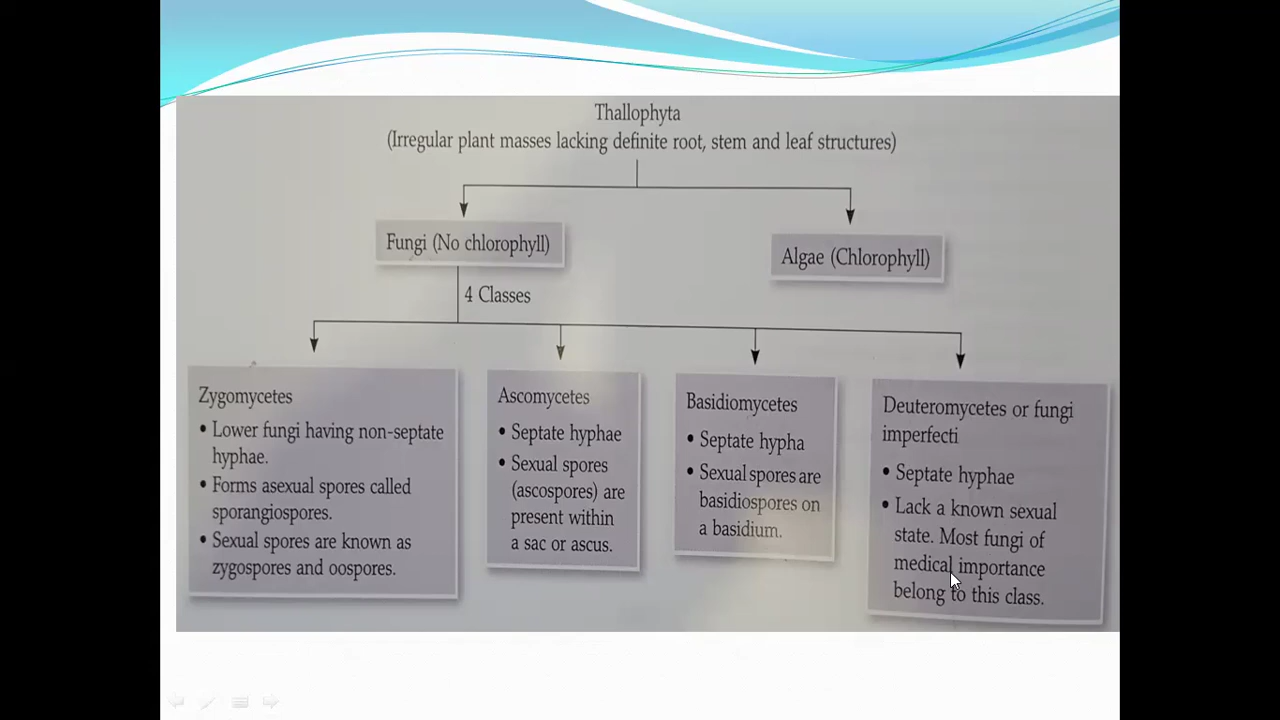 Thallophyta
(Irregular plant masses lacking definite root, stem and leaf structures)
Fungi (No chlorophyll)
Algae (Chlorophyll)
4 Classes
Zygomycetes
• Lower fungi having non-septate
hyphae.
• Forms asexual spores called
sporangiospores.
• Sexual spores are known as
zygospores and oospores.
Ascomycetes
• Septate hyphae
• Sexual spores
(ascospores) are
present within
a sac or ascus.
Basidiomycetes
• Septate hypha
• Sexual spores are
basidiospores on
a basidium.
Deuteromycetes or fungi
imperfecti
• Septate hyphae
• Lack a known sexual
state. Most fungi of
medical importance
belong to this class.